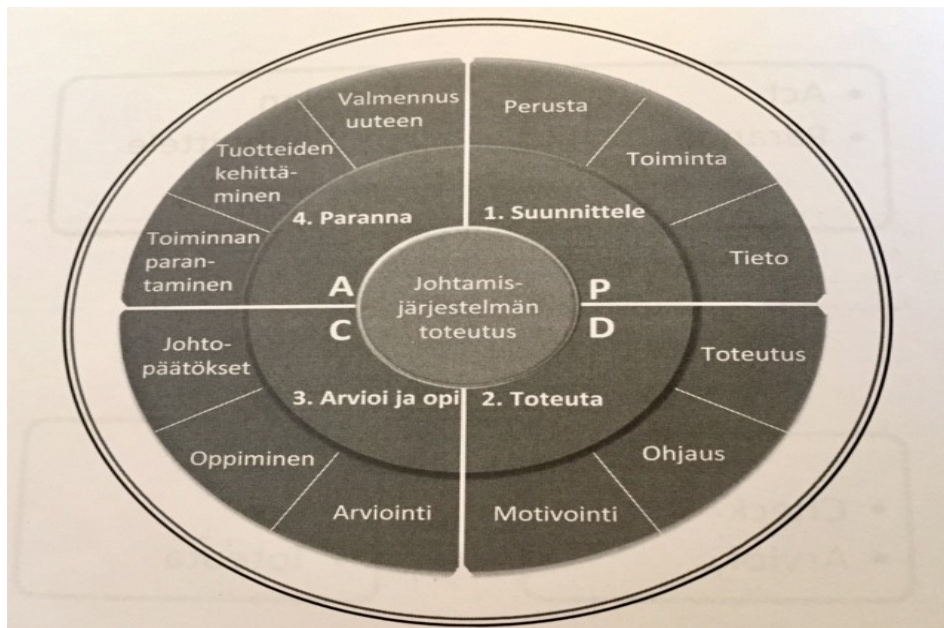 Perusta
Toiminta
Tieto
1. Suunnittele
P
Toteutus
Ohjaus
Motivointi
2. Toteuta
D
Arviointi
Oppiminen
Johto-
päätökset
3. Arvioi ja opi
C
Toiminnan
paran-
taminen
Tuotteiden
kehittä-
minen
Valmennus
uuteen
4. Paranna
A
Johtamis-
järjestelmän
toteutus